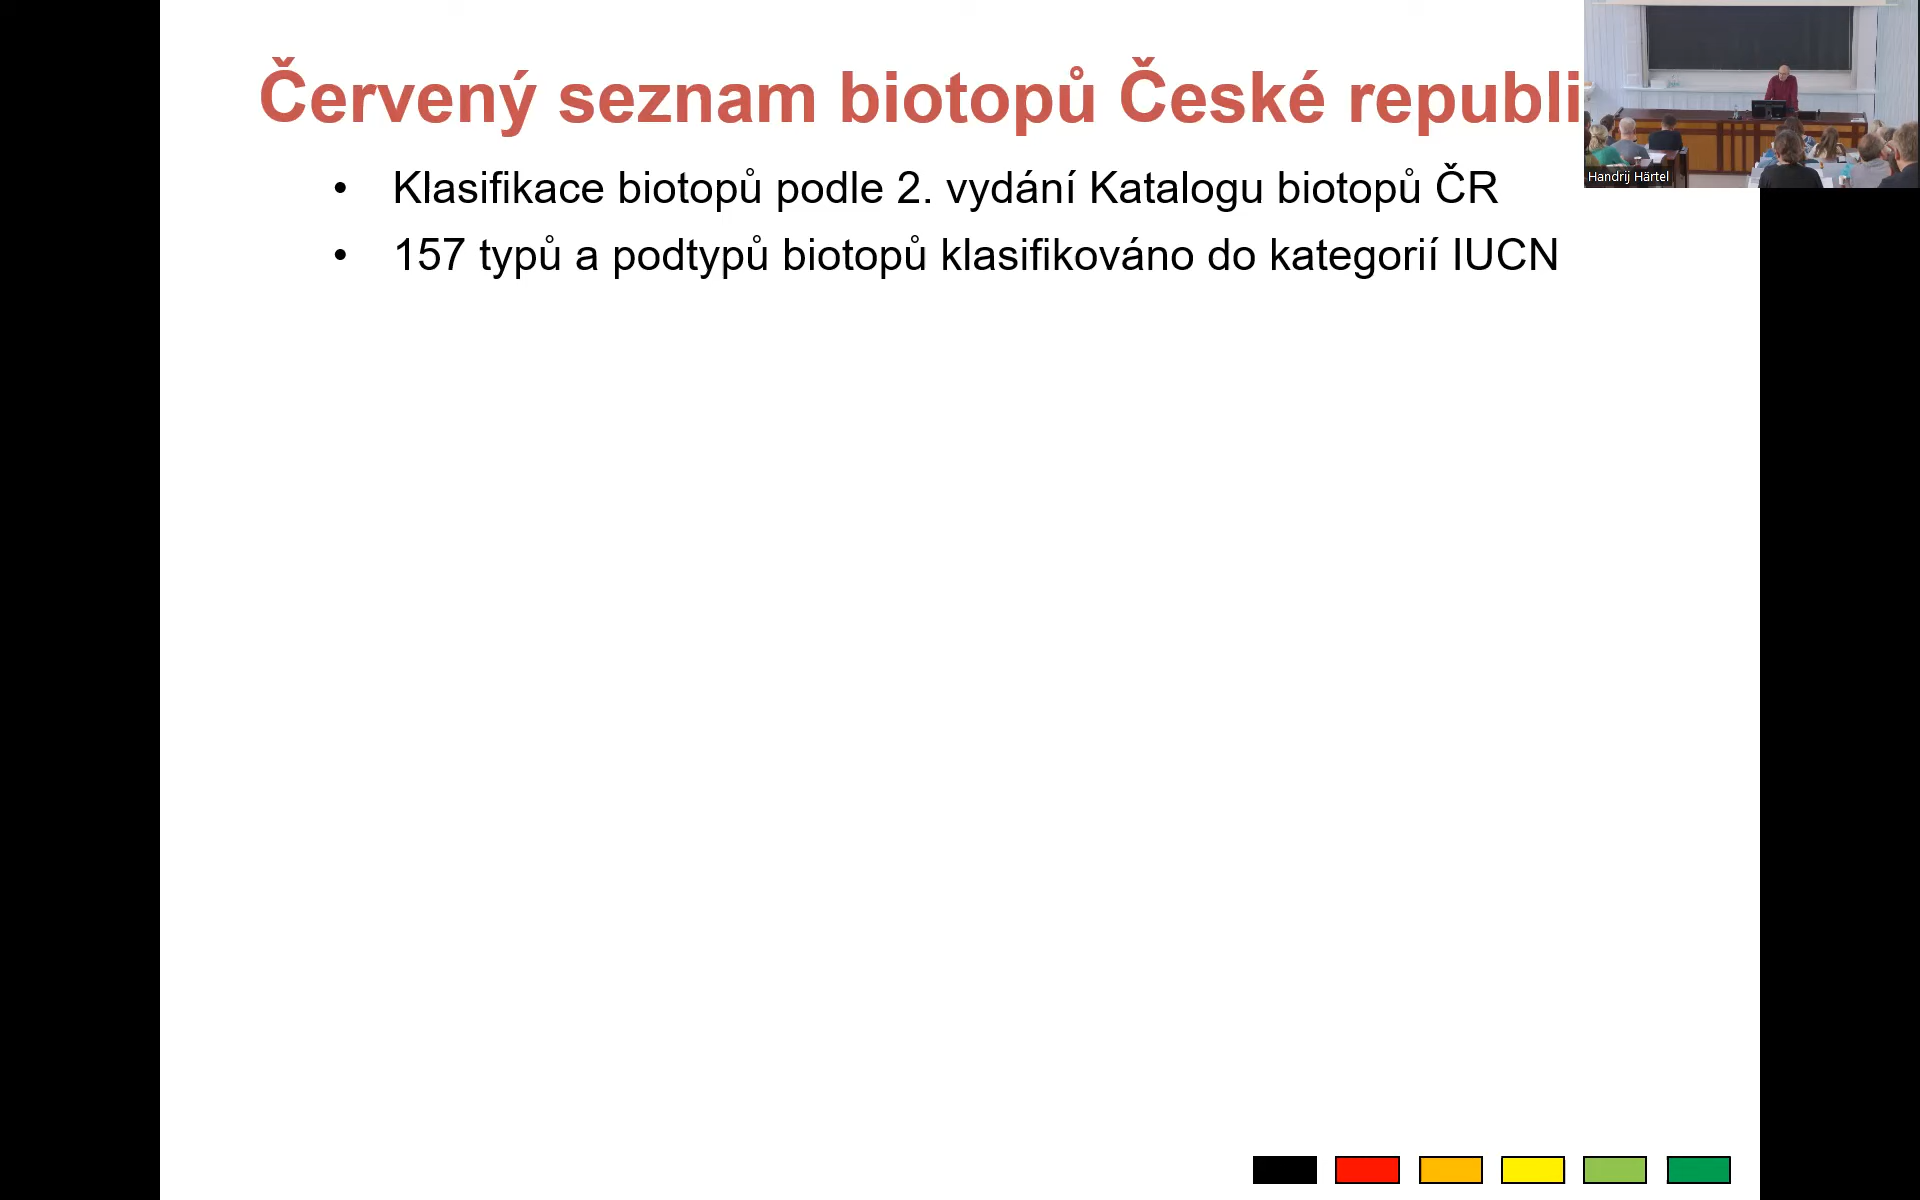 Červený seznam biotopů České republi
• Klasifikace biotopů podle 2. vydání Katalogu biotopů ČR
• 157 typů a podtypů biotopů klasifikováno do kategorií IUCN
Handrij Härtel